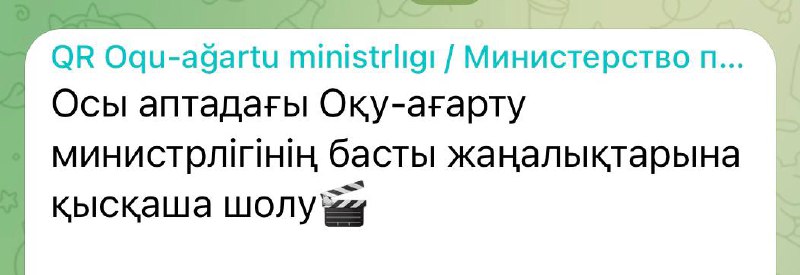 QR Oqu-ağartu ministrlıgı / Министерство п...
Осы аптадағы Оқу-ағарту
министрлігінің басты жаңалықтарына
қысқаша шолу🎬